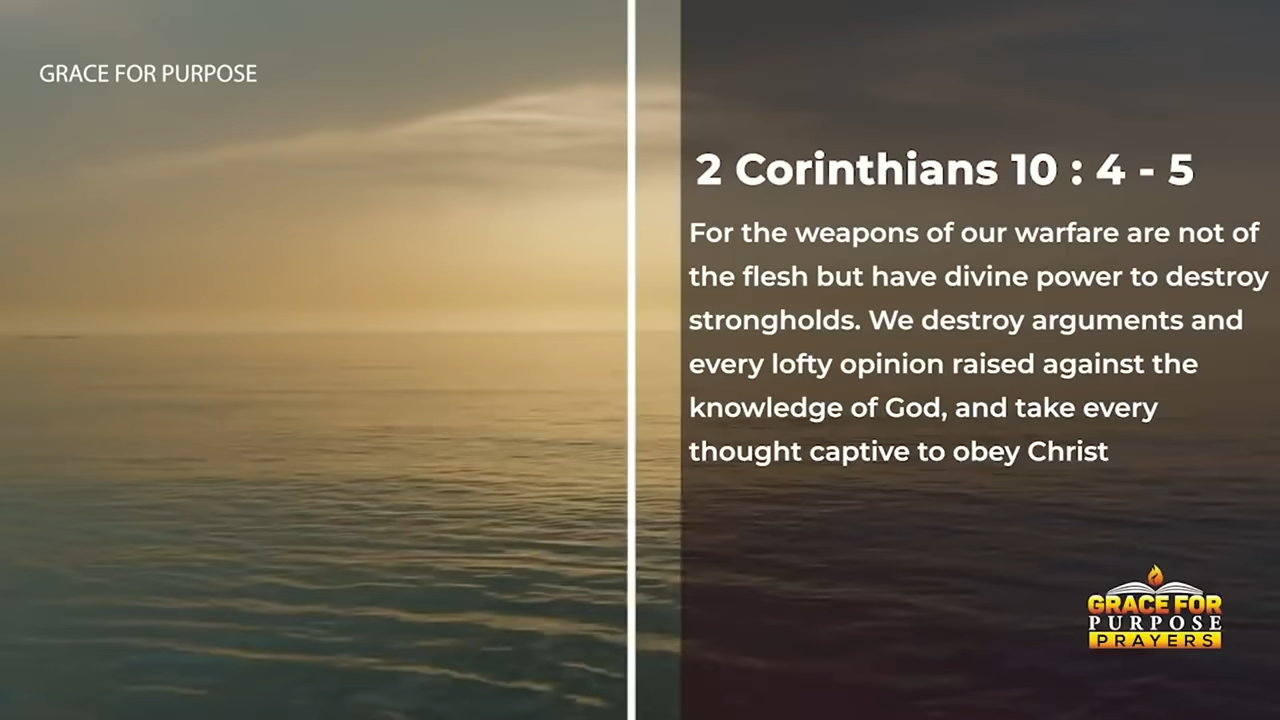 GRACE FOR PURPOSE
2 Corinthians 10 : 4 - 5
For the weapons of our warfare are not of
the flesh but have divine power to destroy
strongholds. We destroy arguments and
every lofty opinion raised against the
knowledge of God, and take every
thought captive to obey Christ
GRACE FOR
PURPOSE
PRAYERS